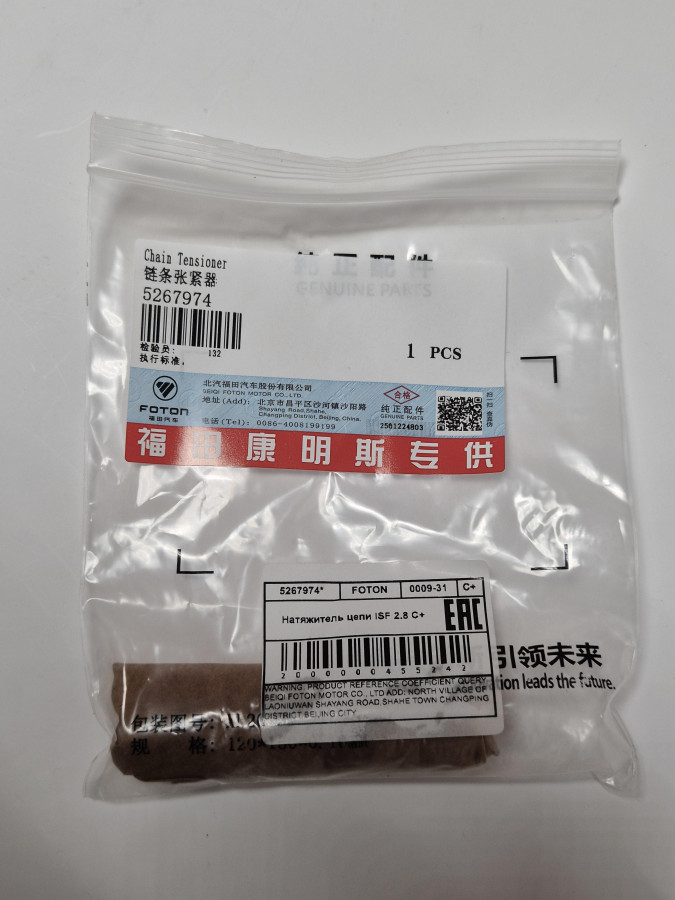 Chain Tensioner
链条张紧器
5267974
纯正配件
GENUINE PARTS
检验员: 132
执行标准:
1 PCS
FOTON
福田汽车
北汽福田汽车股份有限公司
BEIQI FOTON MOTOR CO., LTD.
地址(Add): 北京市昌平区沙河镇沙阳路
Shayang Road, Shahe,
Changping District, Beijing, China.
电话(Tel): 0086-4008199199
合格
纯正配件
GENUINE PARTS
2561224803
福田康明斯专供
5267974* FOTON 0009-31 C+
Натяжитель цепи ISF 2.8 C+
EAC
2000000455242
WARNING: PRODUCT REFERENCE COEFFICIENT QUERY
BEIQI FOTON MOTOR CO., LTD ADD: NORTH VILLAGE OF
LAONIUWAN SHAYANG ROAD SHAHE TOWN CHANGPING
DISTRICT BEIJING CITY
引领未来
leads the future.
包装图号:
规 格: